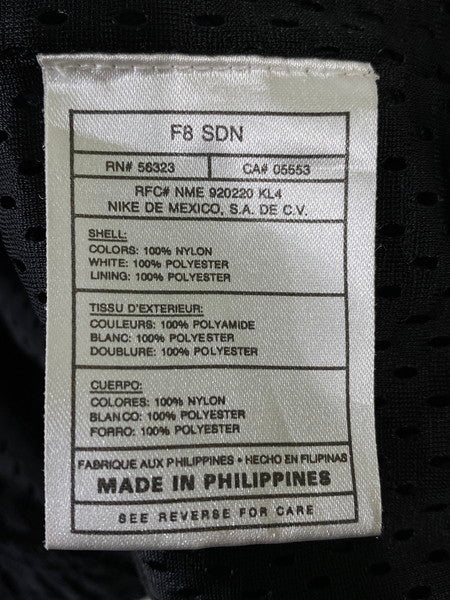 F8 SDN
RN# 56323 CA# 05553
RFC# NME 920220 KL4
NIKE DE MEXICO, S.A. DE C.V.
SHELL:
COLORS: 100% NYLON
WHITE: 100% POLYESTER
LINING: 100% POLYESTER
TISSU D'EXTERIEUR:
COULEURS: 100% POLYAMIDE
BLANC: 100% POLYESTER
DOUBLURE: 100% POLYESTER
CUERPO:
COLORES: 100% NYLON
BLANCO: 100% POLYESTER
FORRO: 100% POLYESTER
FABRIQUE AUX PHILIPPINES • HECHO EN FILIPINAS
MADE IN PHILIPPINES
SEE REVERSE FOR CARE